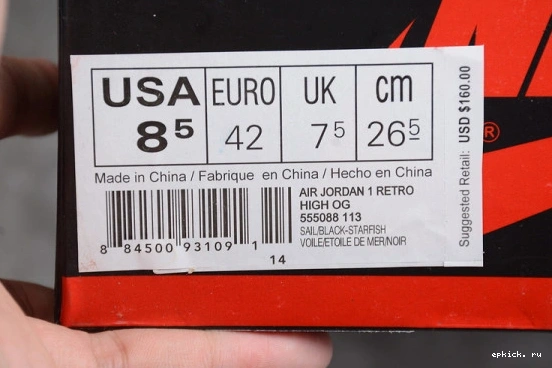 USA EURO UK cm
8⁵ 42 7⁵ 26⁵
Made in China / Fabrique en China / Hecho en China
AIR JORDAN 1 RETRO
HIGH OG
555088 113
SAIL/BLACK-STARFISH
VOILE/ETOILE DE MER/NOIR
8 84500 93109 1
14
Suggested Retail: USD $160.00
®
epkick. ru